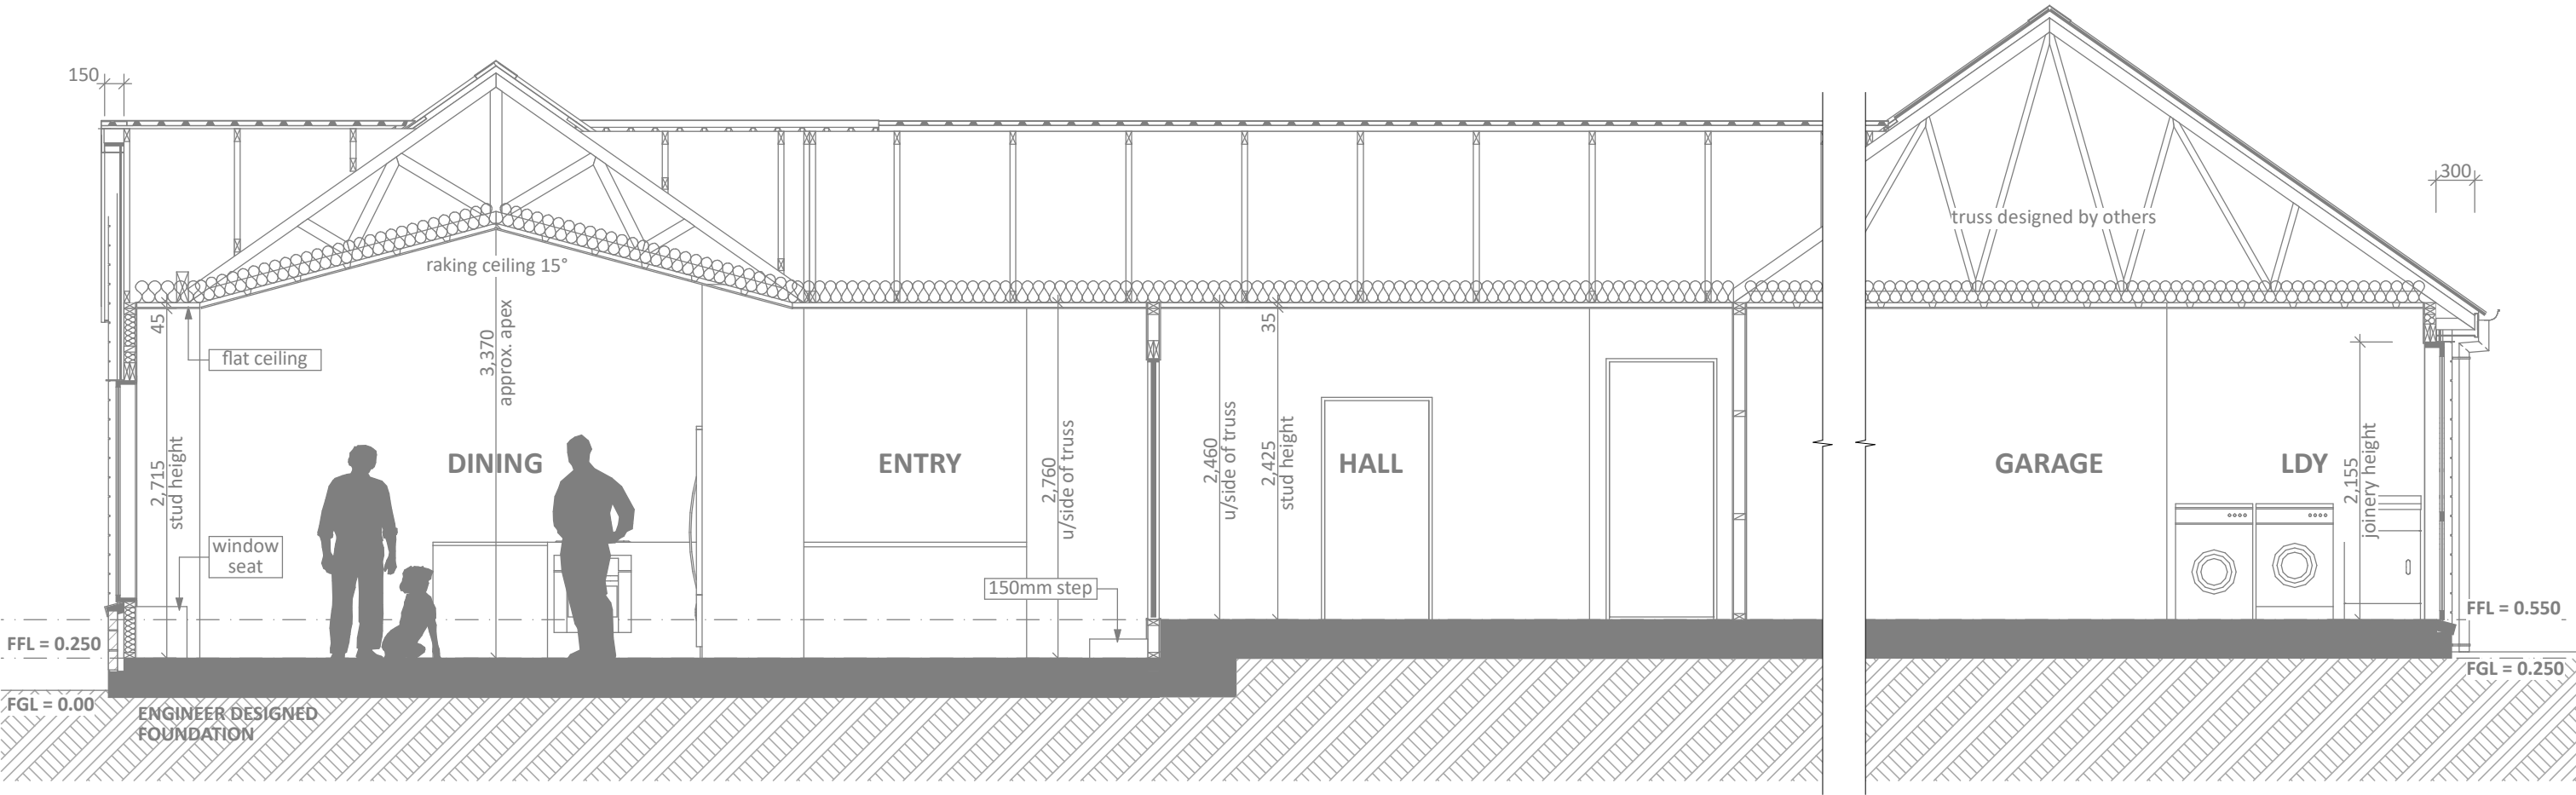 150
300
truss designed by others
raking ceiling 15°
45
3,370
approx. apex
35
flat ceiling
2,715
stud height
DINING
ENTRY
2,760
u/side of truss
2,460
u/side of truss
2,425
stud height
HALL
GARAGE
LDY
2,155
joinery height
window
seat
150mm step
FFL = 0.250
FFL = 0.550
FGL = 0.00
FGL = 0.250
ENGINEER DESIGNED
FOUNDATION